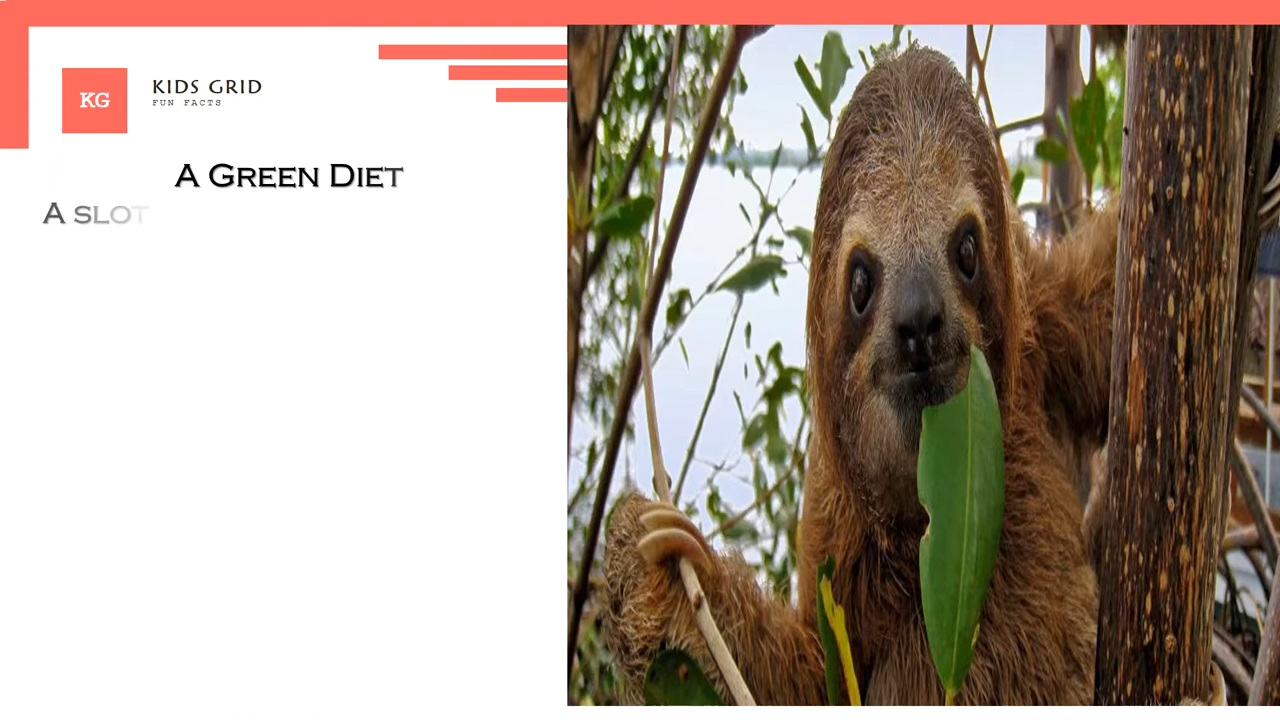 KG
KIDS GRID
FUN FACTS
A GREEN DIET
A SLOT